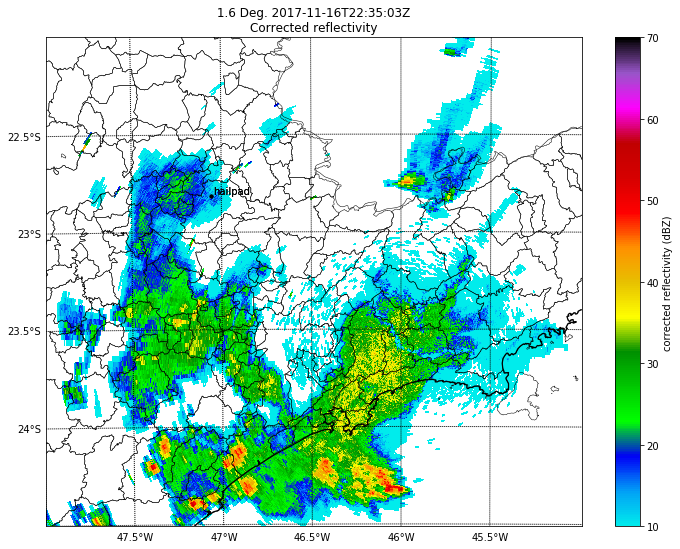 1.6 Deg. 2017-11-16T22:35:03Z
Corrected reflectivity
70
60
50
40
30
20
10
corrected reflectivity (dBZ)
22.5°S
23°S
23.5°S
24°S
hailpad
47.5°W
47°W
46.5°W
46°W
45.5°W